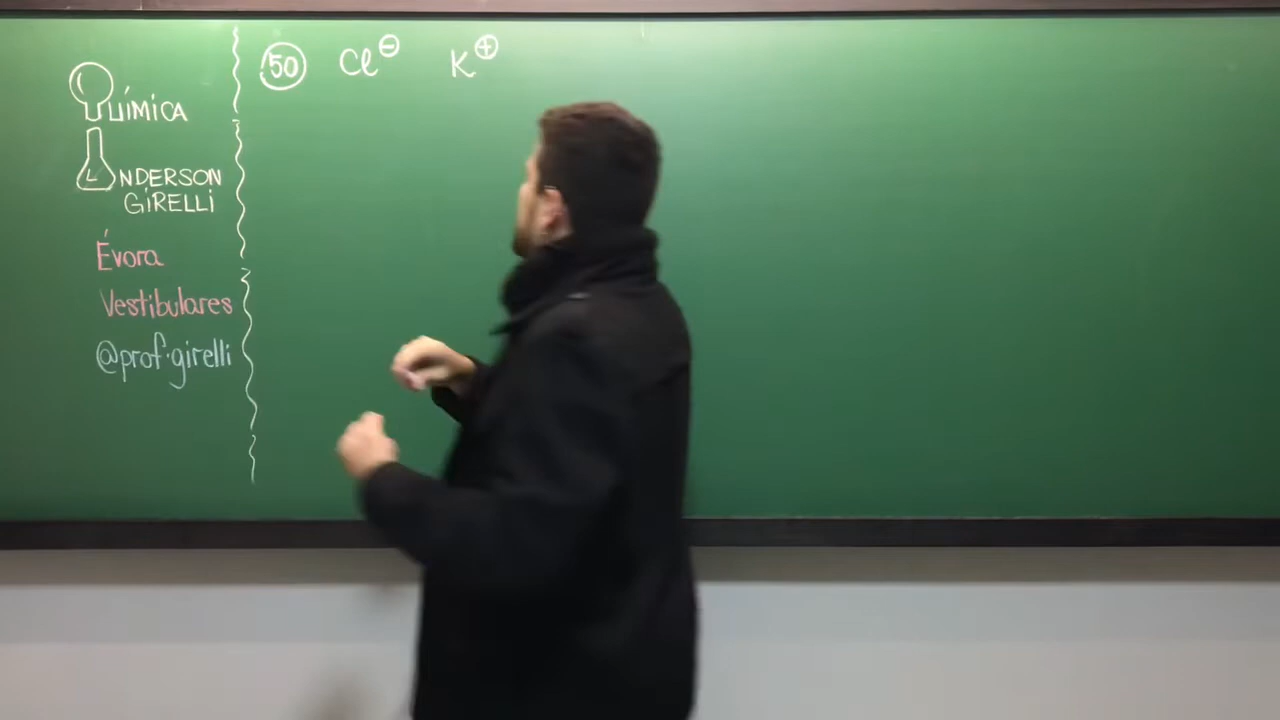 QUÍMICA
ANDERSON
GIRELLI
Évora
Vestibulares
@prof.girelli
50 Cl⊖ K⊕